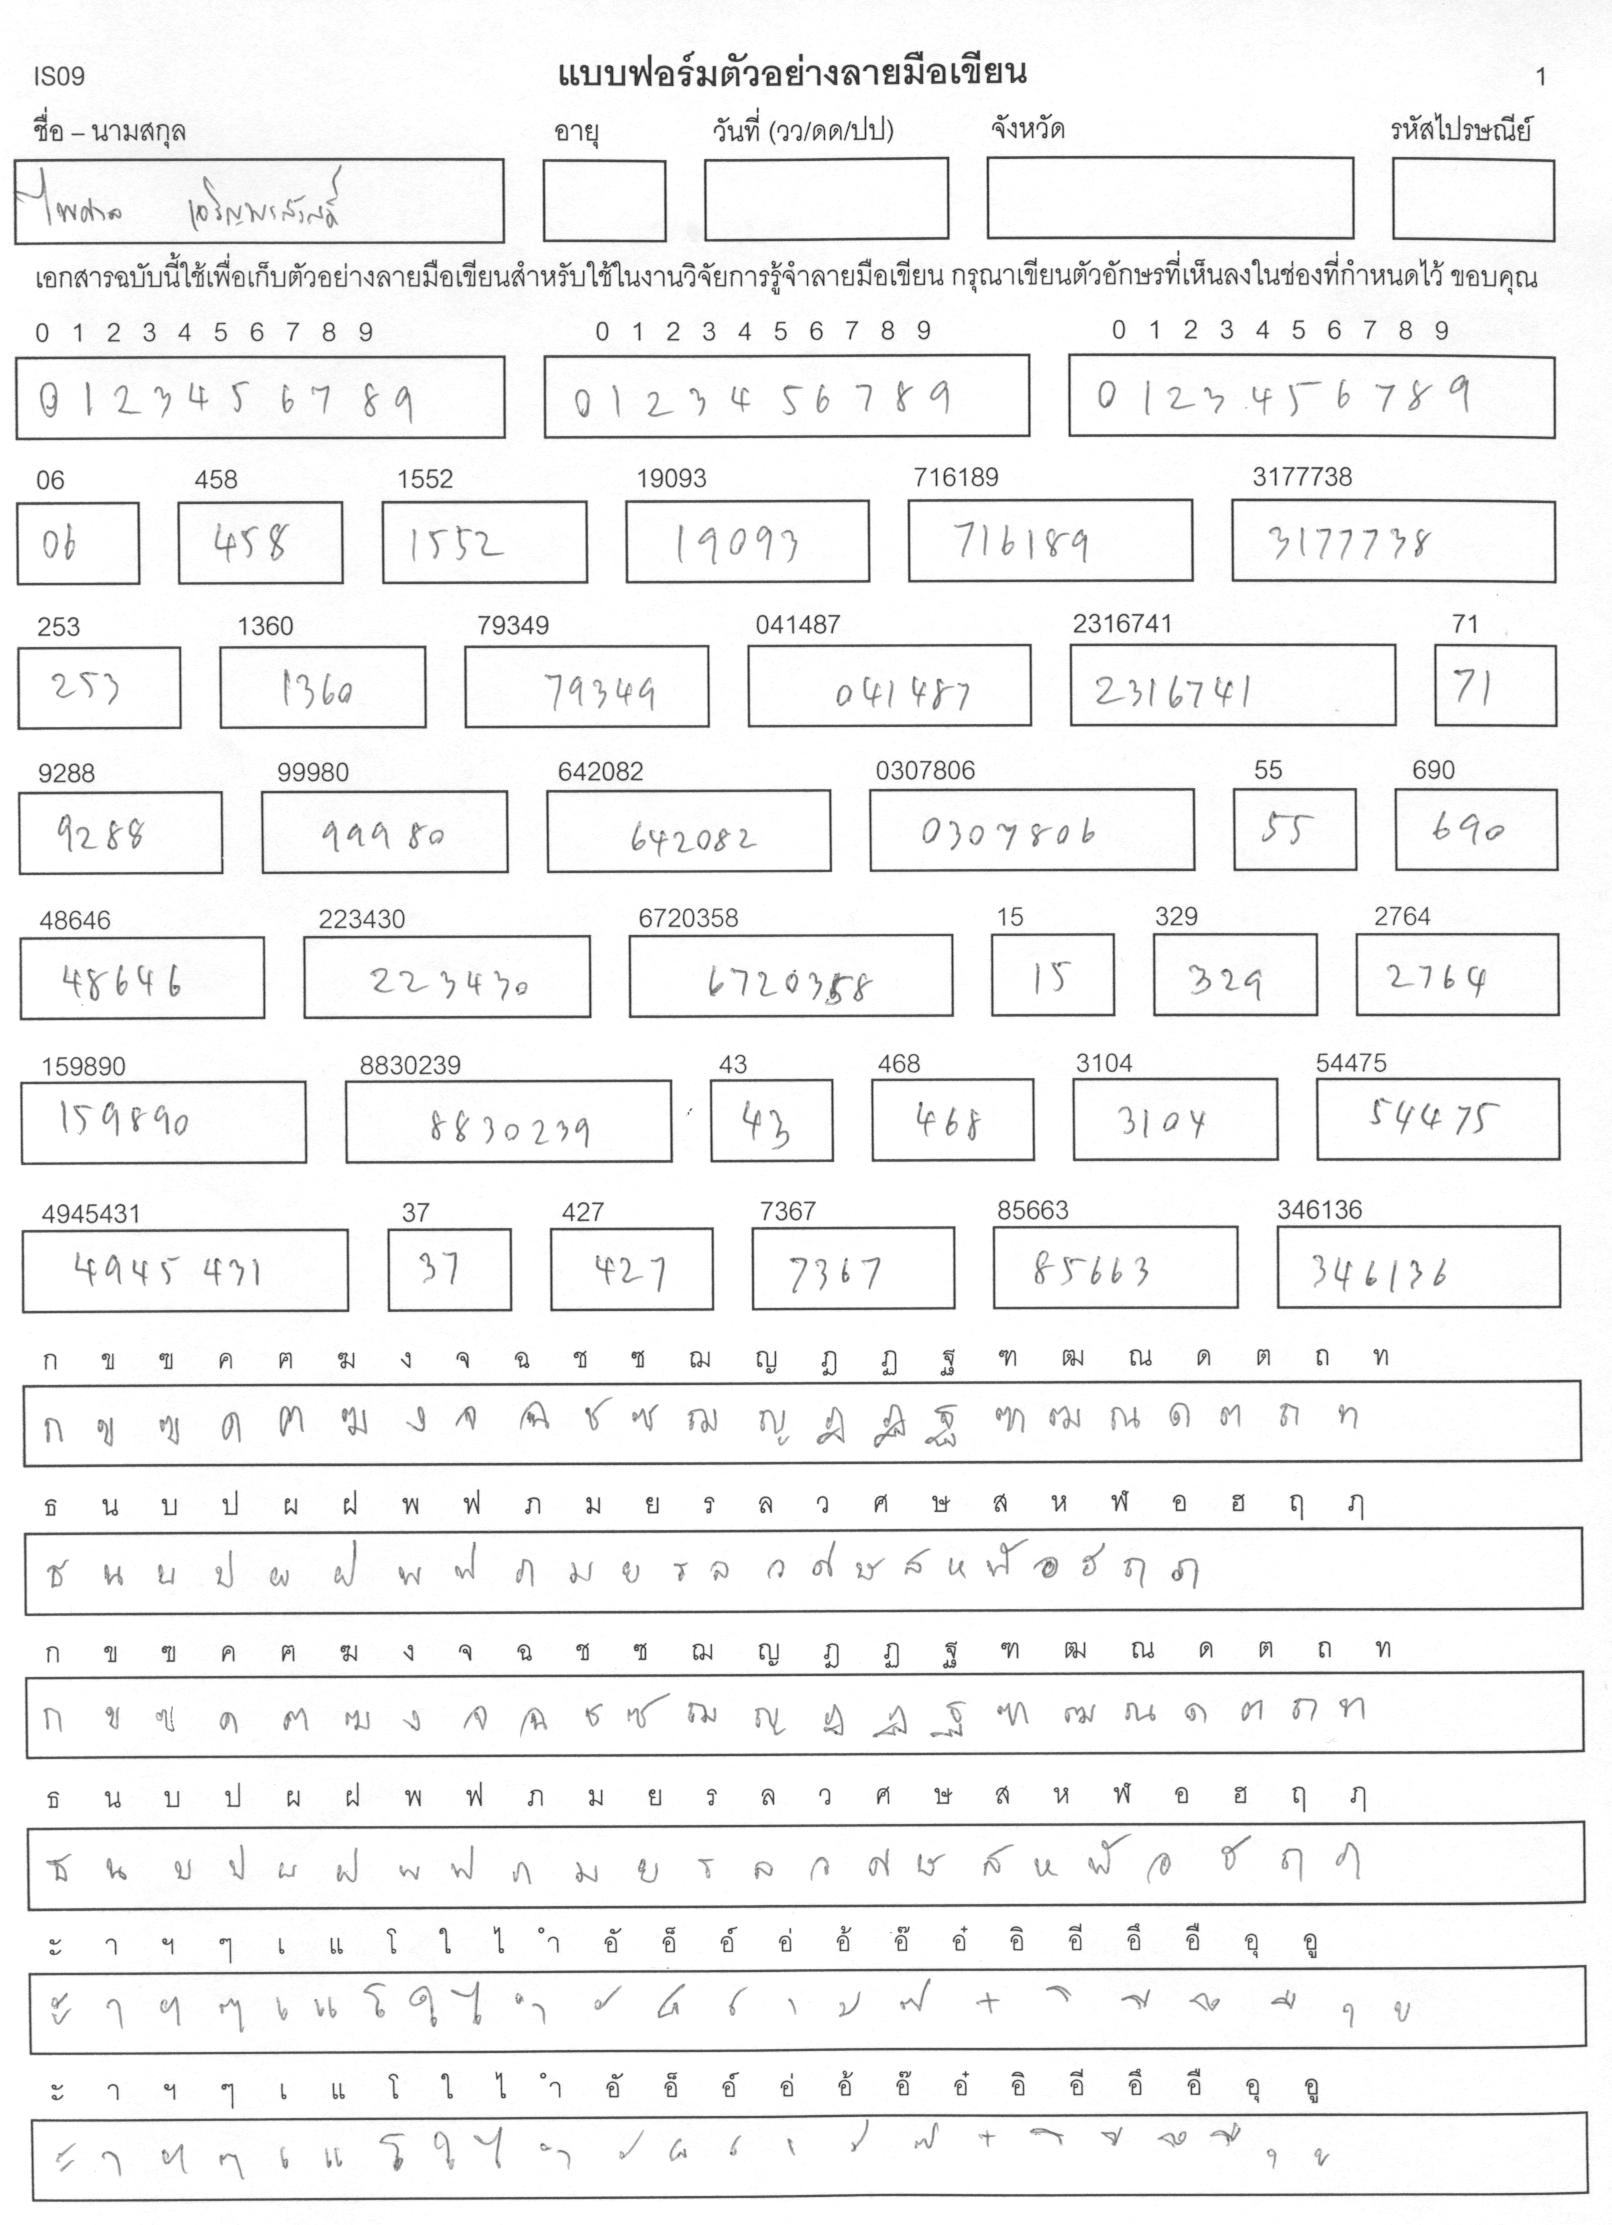 IS09 แบบฟอร์มตัวอย่างลายมือเขียน 1
ชื่อ – นามสกุล อายุ วันที่ (วว/ดด/ปป) จังหวัด รหัสไปรษณีย์
ไพศาล
เอกสารฉบับนี้ใช้เพื่อเก็บตัวอย่างลายมือเขียนสำหรับใช้ในงานวิจัยการรู้จำลายมือเขียน กรุณาเขียนตัวอักษรที่เห็นลงในช่องที่กำหนดไว้ ขอบคุณ
0 1 2 3 4 5 6 7 8 9 0 1 2 3 4 5 6 7 8 9 0 1 2 3 4 5 6 7 8 9
0 1 2 3 4 5 6 7 8 9 0 1 2 3 4 5 6 7 8 9 0 1 2 3 4 5 6 7 8 9
06 458 1552 19093 716189 3177738
06 458 1552 19093 716189 3177738
253 1360 79349 041487 2316741 71
253 1360 79349 041487 2316741 71
9288 99980 642082 0307806 55 690
9288 99980 642082 0307806 55 690
48646 223430 6720358 15 329 2764
48646 223430 6720358 15 329 2764
159890 8830239 43 468 3104 54475
159890 8830239 43 468 3104 54475
4945431 37 427 7367 85663 346136
4945431 37 427 7367 85663 346136
ก ข ฃ ค ฅ ฆ ง จ ฉ ช ซ ฌ ญ ฎ ฏ ฐ ฑ ฒ ณ ด ต ถ ท
ก ข ฃ ค ฅ ฆ ง จ ฉ ช ซ ฌ ญ ฎ ฏ ฐ ฑ ฒ ณ ด ต ถ ท
ธ น บ ป ผ ฝ พ ฟ ภ ม ย ร ล ว ศ ษ ส ห ฬ อ ฮ ฤ ภ
ธ น บ ป ผ ฝ พ ฟ ภ ม ย ร ล ว ศ ษ ส ห ฬ อ ฮ ฤ ภ
ก ข ฃ ค ฅ ฆ ง จ ฉ ช ซ ฌ ญ ฎ ฏ ฐ ฑ ฒ ณ ด ต ถ ท
ก ข ฃ ค ฅ ฆ ง จ ฉ ช ซ ฌ ญ ฎ ฏ ฐ ฑ ฒ ณ ด ต ถ ท
ธ น บ ป ผ ฝ พ ฟ ภ ม ย ร ล ว ศ ษ ส ห ฬ อ ฮ ฤ ภ
ธ น บ ป ผ ฝ พ ฟ ภ ม ย ร ล ว ศ ษ ส ห ฬ อ ฮ ฤ ภ
ะ า ฯ ๆ เ แ โ ใ ไ ำ อั อ็ อ์ อ่ อ้ อ๊ อ๋ อิ อี อึ อื อุ อู
ะ า ฯ ๆ เ แ โ ใ ไ ำ ั ็ ์ ่ ้ ๊ ๋ ิ ี ึ ื ุ ู
ะ า ฯ ๆ เ แ โ ใ ไ ำ อั อ็ อ์ อ่ อ้ อ๊ อ๋ อิ อี อึ อื อุ อู
ะ า ฯ ๆ เ แ โ ใ ไ ำ ั ็ ์ ่ ้ ๊ ๋ ิ ี ึ ื ุ ู